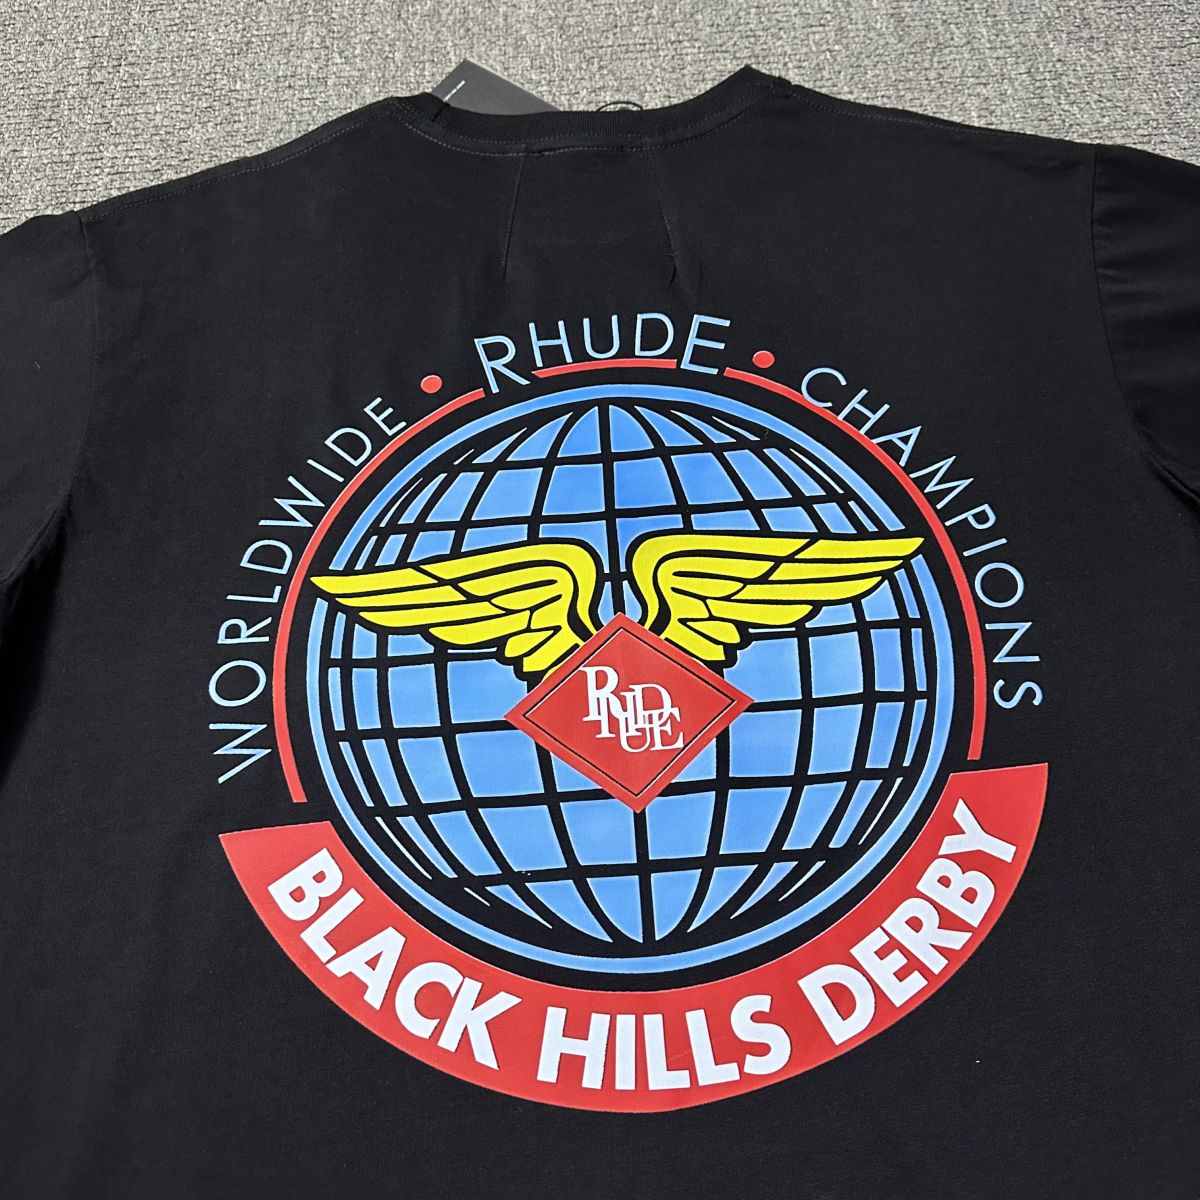 WORLDWIDE • RHUDE • CHAMPIONS
RHUDE
BLACK HILLS DERBY